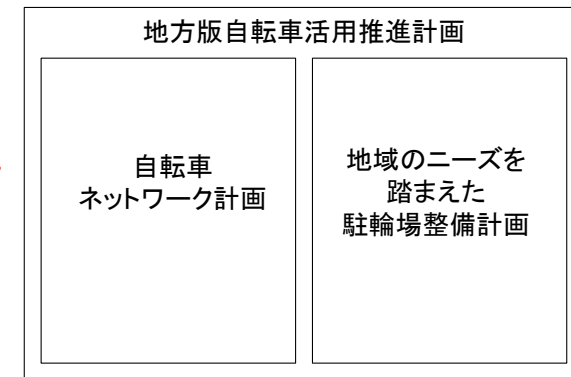 地方版自転車活用推進計画
自転車
ネットワーク計画
地域のニーズを
踏まえた
駐輪場整備計画